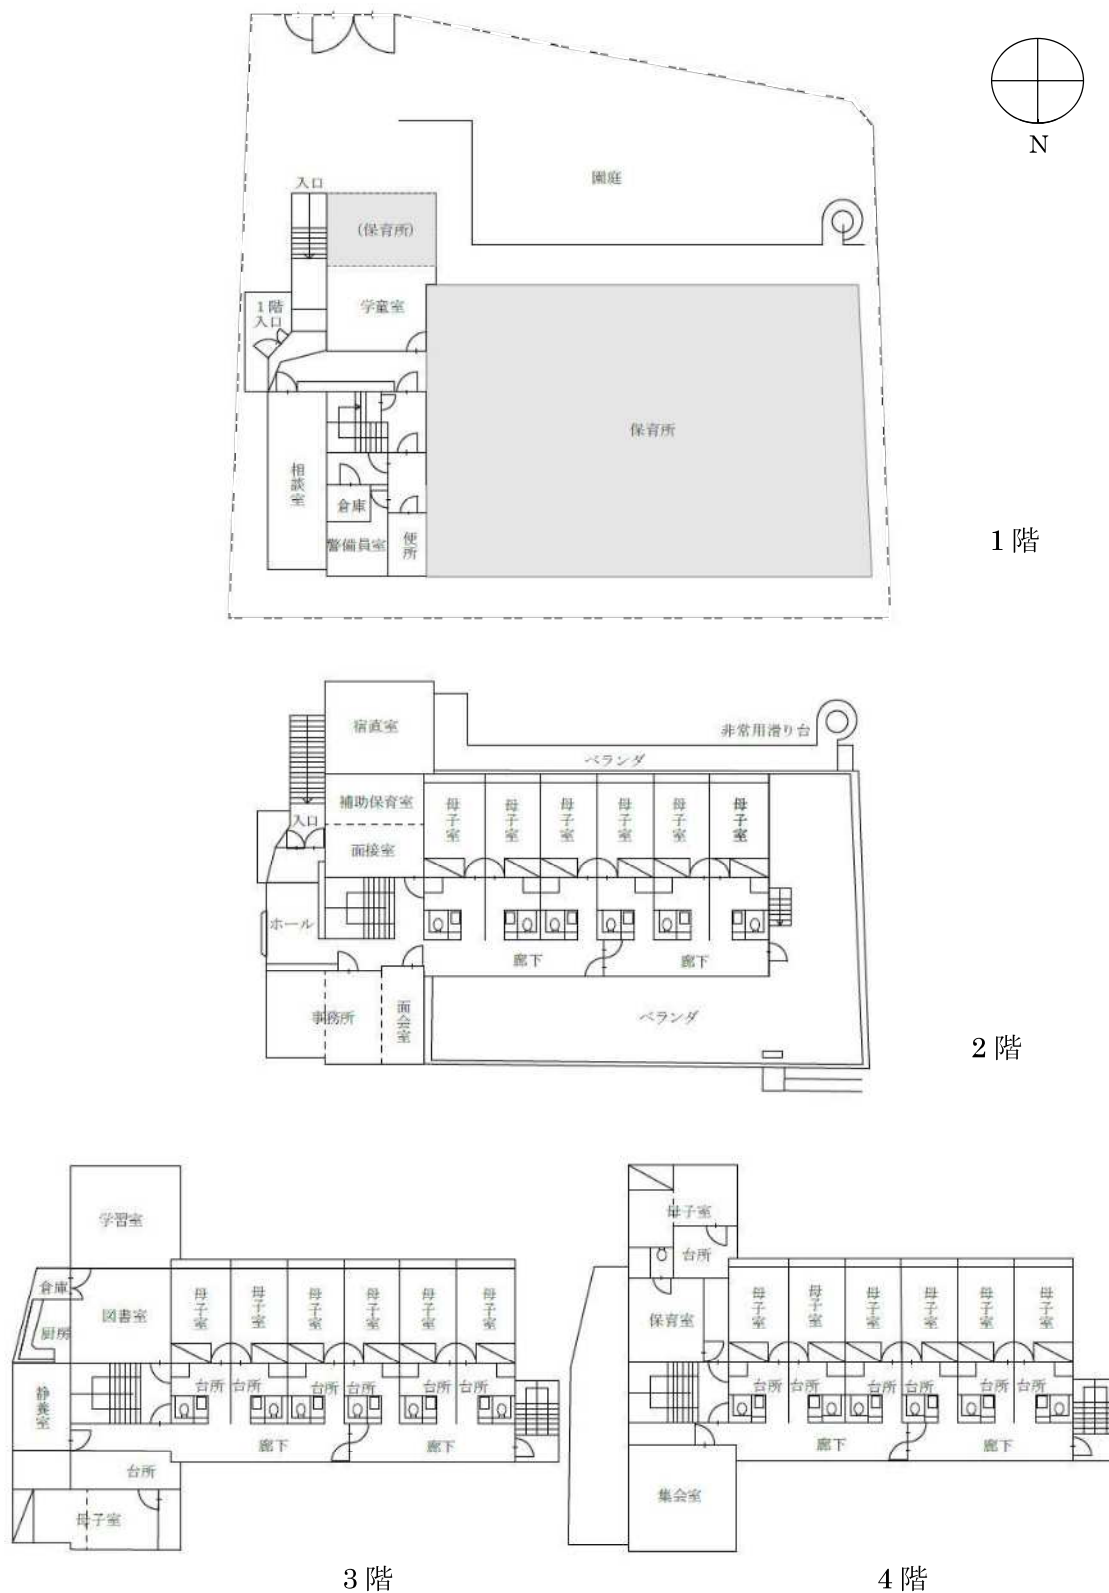 N
入口
(保育所)
園庭
1階
入口
学童室
保育所
相談室
倉庫
警備員室
便所
1階
宿直室
非常用滑り台
ベランダ
補助保育室
母子室
母子室
母子室
母子室
母子室
母子室
入口
面接室
ホール
廊下
廊下
事務所
面会室
ベランダ
2階
学習室
倉庫
図書室
厨房
母子室
母子室
母子室
母子室
母子室
母子室
静養室
台所
台所
台所
台所
台所
台所
廊下
廊下
台所
母子室
3階
母子室
台所
保育室
母子室
母子室
母子室
母子室
母子室
母子室
台所
台所
台所
台所
台所
台所
廊下
廊下
集会室
4階